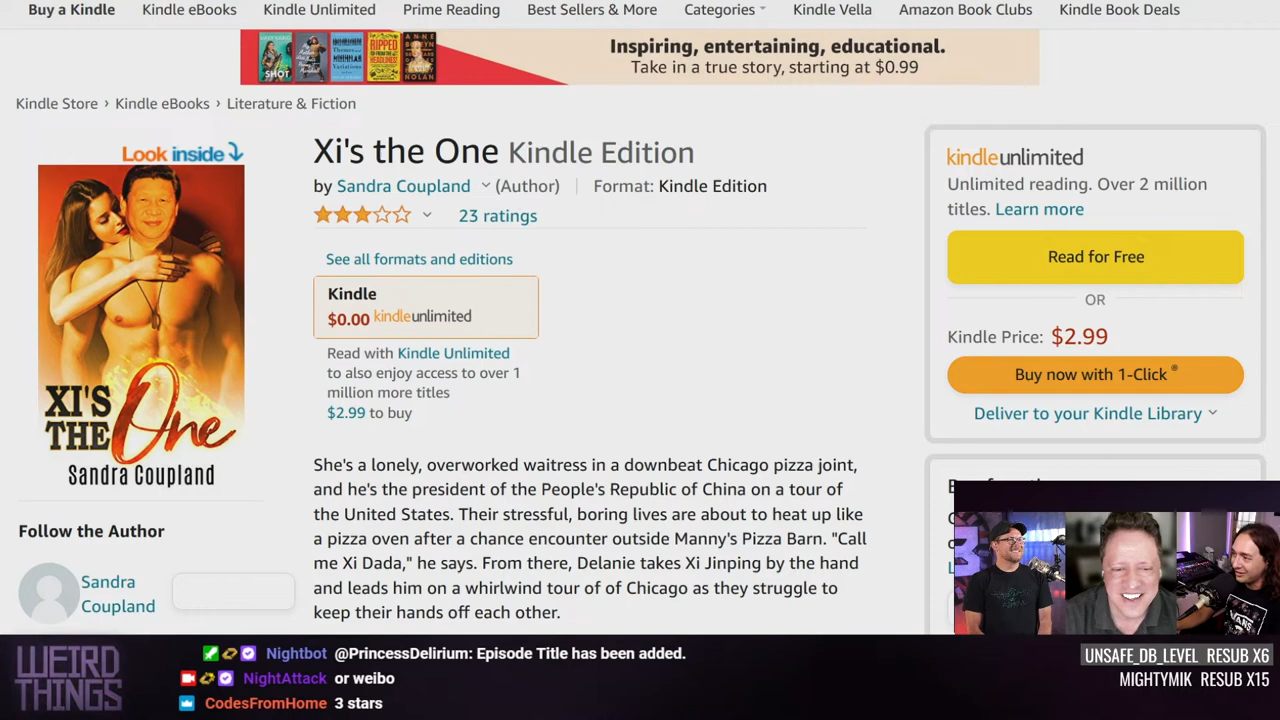 Buy a Kindle Kindle eBooks Kindle Unlimited Prime Reading Best Sellers & More Categories Kindle Vella Amazon Book Clubs Kindle Book Deals
SHOT
RIPPED
FROM THE
HEADLINES!
ANNE
BOLEYN
NOLAN
Inspiring, entertaining, educational.
Take in a true story, starting at $0.99
Kindle Store › Kindle eBooks › Literature & Fiction
Look inside
XI'S
THE One
Sandra Coupland
Follow the Author
Sandra
Coupland
Xi's the One Kindle Edition
by Sandra Coupland (Author) Format: Kindle Edition
23 ratings
See all formats and editions
Kindle
$0.00 kindleunlimited
Read with Kindle Unlimited
to also enjoy access to over 1
million more titles
$2.99 to buy
She's a lonely, overworked waitress in a downbeat Chicago pizza joint,
and he's the president of the People's Republic of China on a tour of
the United States. Their stressful, boring lives are about to heat up like
a pizza oven after a chance encounter outside Manny's Pizza Barn. "Call
me Xi Dada," he says. From there, Delanie takes Xi Jinping by the hand
and leads him on a whirlwind tour of of Chicago as they struggle to
keep their hands off each other.
kindleunlimited
Unlimited reading. Over 2 million
titles. Learn more
Read for Free
OR
Kindle Price: $2.99
Buy now with 1-Click ®
Deliver to your Kindle Library
VANS
WEIRD
THINGS
Nightbot @PrincessDelirium: Episode Title has been added.
NightAttack or weibo
CodesFromHome 3 stars
UNSAFE_DB_LEVEL RESUB X6
MIGHTYMIK RESUB X15